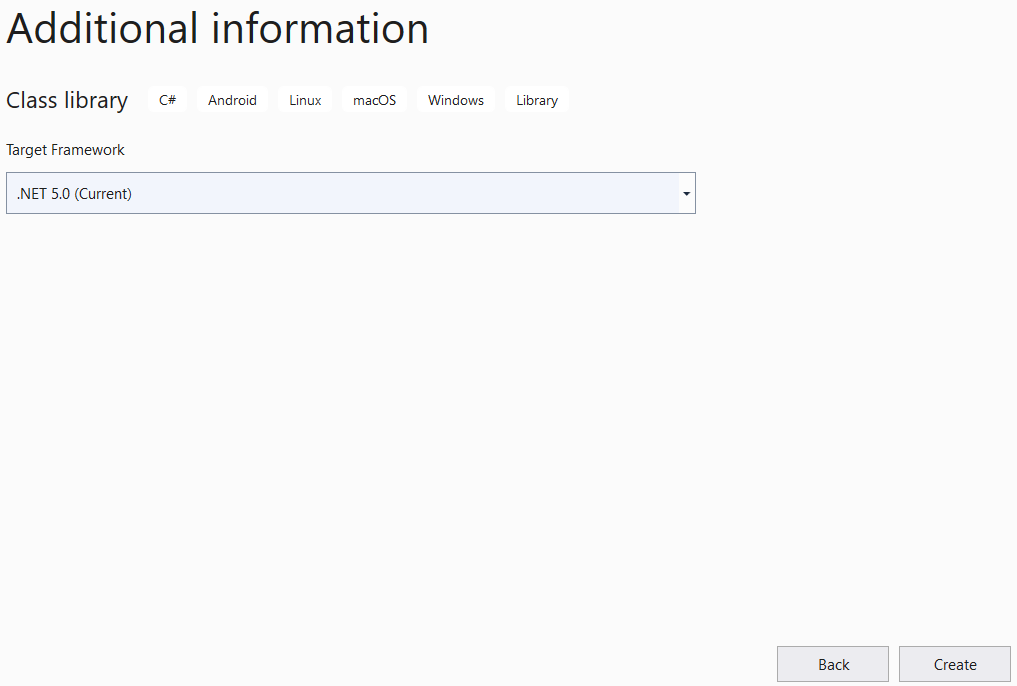 Additional information
Class library C# Android Linux macOS Windows Library
Target Framework
.NET 5.0 (Current)
Back Create